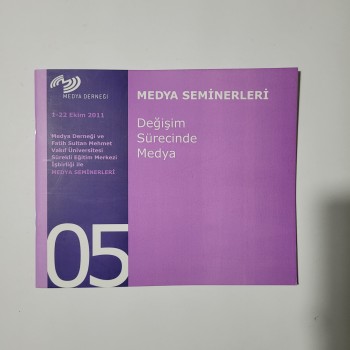 MEDYA DERNEĞİ
1-22 Ekim 2011
Medya Derneği ve
Fatih Sultan Mehmet
Vakıf Üniversitesi
Sürekli Eğitim Merkezi
İşbirliği ile
MEDYA SEMİNERLERİ
05
MEDYA SEMİNERLERİ
Değişim
Sürecinde
Medya